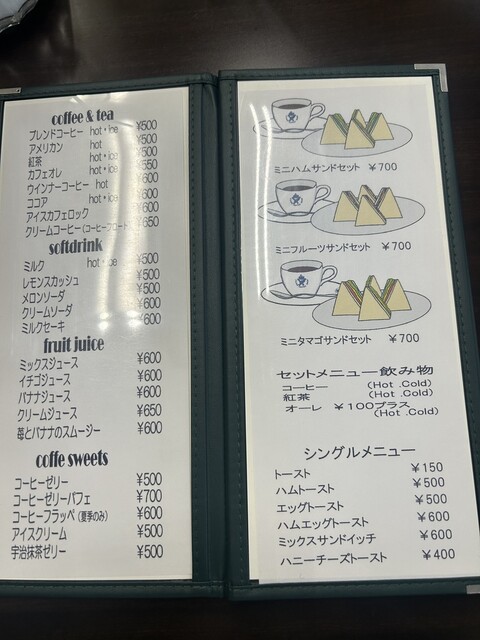 coffee & tea
ブレンドコーヒー hot・ice ¥500
アメリカン hot ¥500
紅茶 hot・ice ¥500
カフェオレ hot・ice ¥550
ウインナーコーヒー hot ¥600
ココア hot・ice ¥600
アイスカフェロック ¥600
クリームコーヒー(コーヒーフロート) ¥650
softdrink
ミルク hot・ice ¥500
レモンスカッシュ ¥500
メロンソーダ ¥500
クリームソーダ ¥600
ミルクセーキ ¥600
fruit juice
ミックスジュース ¥600
イチゴジュース ¥600
バナナジュース ¥600
クリームジュース ¥650
苺とバナナのスムージー ¥600
coffe sweets
コーヒーゼリー ¥500
コーヒーゼリーパフェ ¥700
コーヒーフラッペ(夏季のみ) ¥600
アイスクリーム ¥500
宇治抹茶ゼリー ¥500
ミニハムサンドセット ¥700
ミニフルーツサンドセット ¥700
ミニタマゴサンドセット ¥700
セットメニュー飲み物
コーヒー (Hot .Cold)
紅茶 (Hot .Cold)
オーレ ¥100プラス
(Hot .Cold)
シングルメニュー
トースト ¥150
ハムトースト ¥500
エッグトースト ¥500
ハムエッグトースト ¥600
ミックスサンドイッチ ¥600
ハニーチーズトースト ¥400